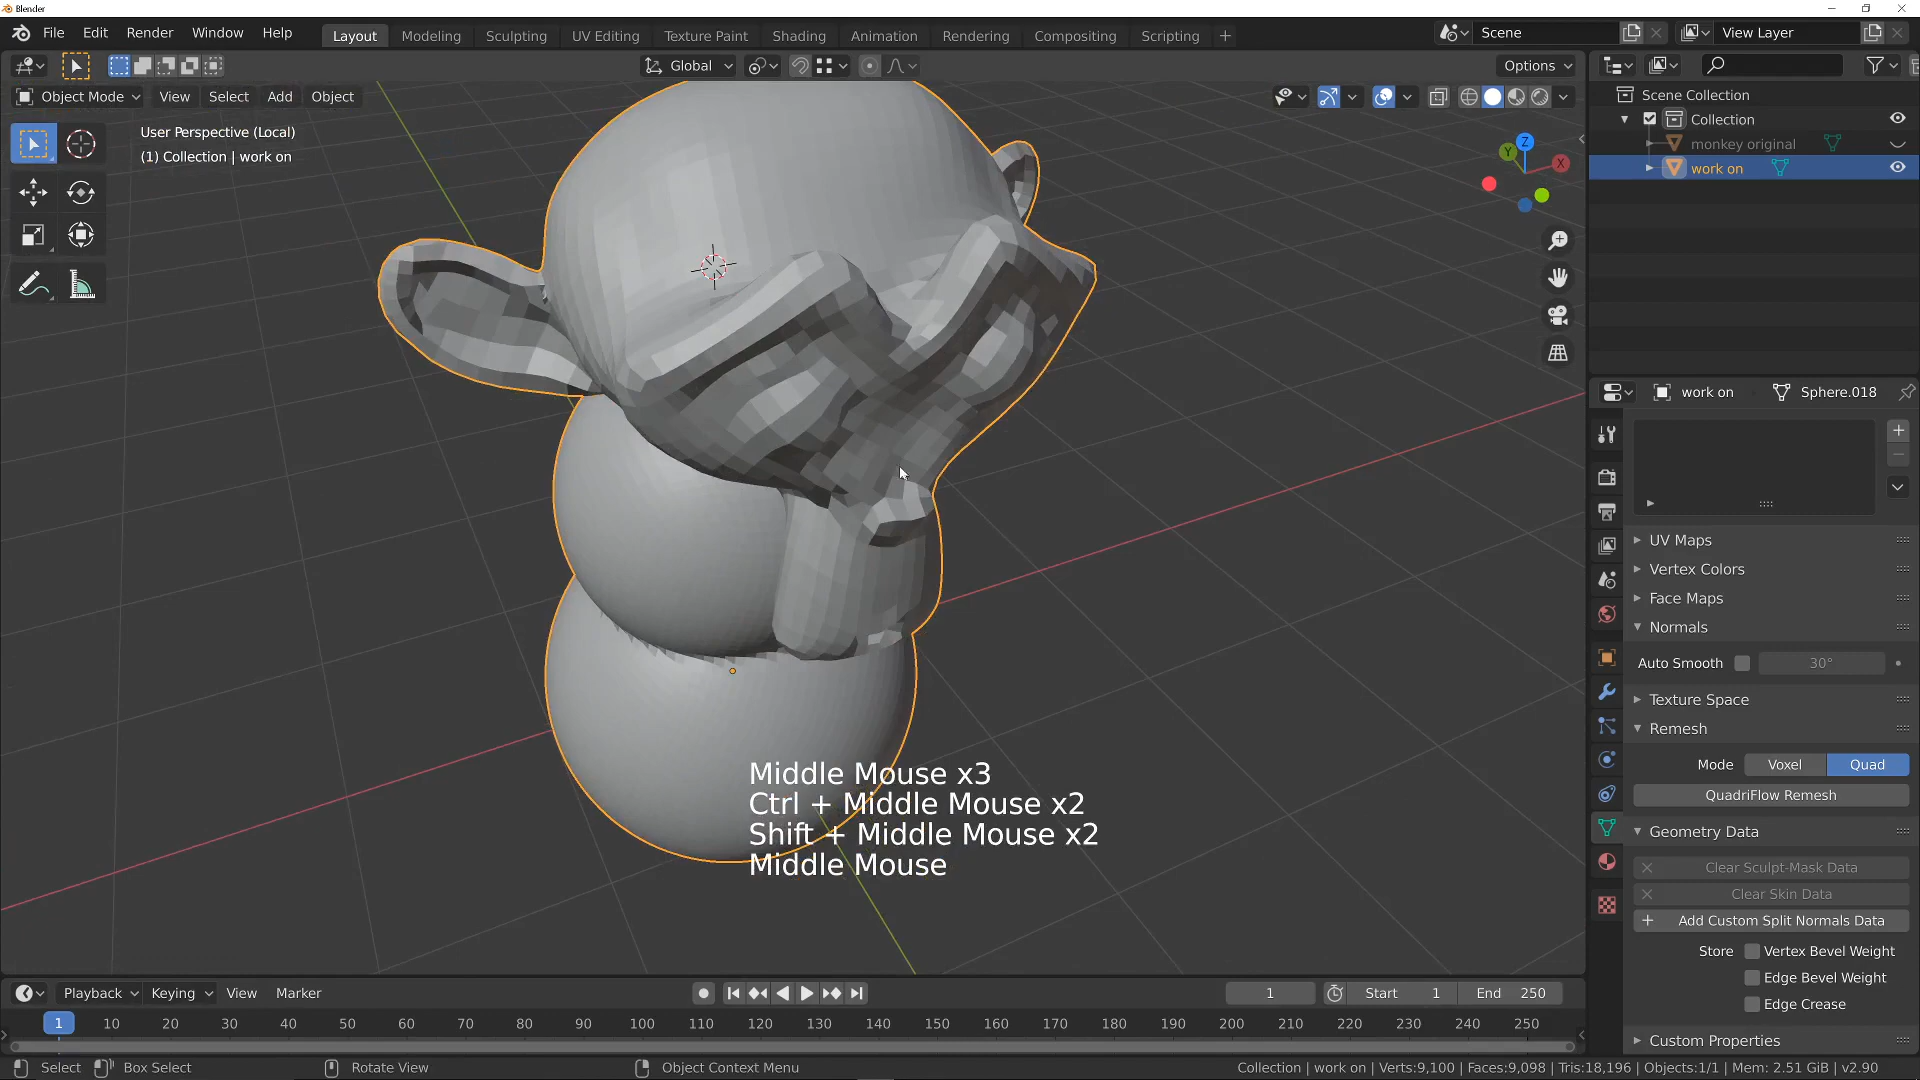 Blender
File Edit Render Window Help Layout Modeling Sculpting UV Editing Texture Paint Shading Animation Rendering Compositing Scripting + Scene View Layer
Global Options
Object Mode View Select Add Object
User Perspective (Local)
(1) Collection | work on
Z
Y
X
Scene Collection
Collection
monkey original
work on
work on Sphere.018
UV Maps
Vertex Colors
Face Maps
Normals
Auto Smooth 30°
Texture Space
Remesh
Mode Voxel Quad
QuadriFlow Remesh
Geometry Data
Clear Sculpt-Mask Data
Clear Skin Data
Add Custom Split Normals Data
Store Vertex Bevel Weight
Edge Bevel Weight
Edge Crease
Custom Properties
Middle Mouse x3
Ctrl + Middle Mouse x2
Shift + Middle Mouse x2
Middle Mouse
Playback Keying View Marker 1 Start 1 End 250
1 10 20 30 40 50 60 70 80 90 100 110 120 130 140 150 160 170 180 190 200 210 220 230 240 250
Select Box Select Rotate View Object Context Menu Collection | work on | Verts:9,100 | Faces:9,098 | Tris:18,196 | Objects:1/1 | Mem: 2.51 GiB | v2.90